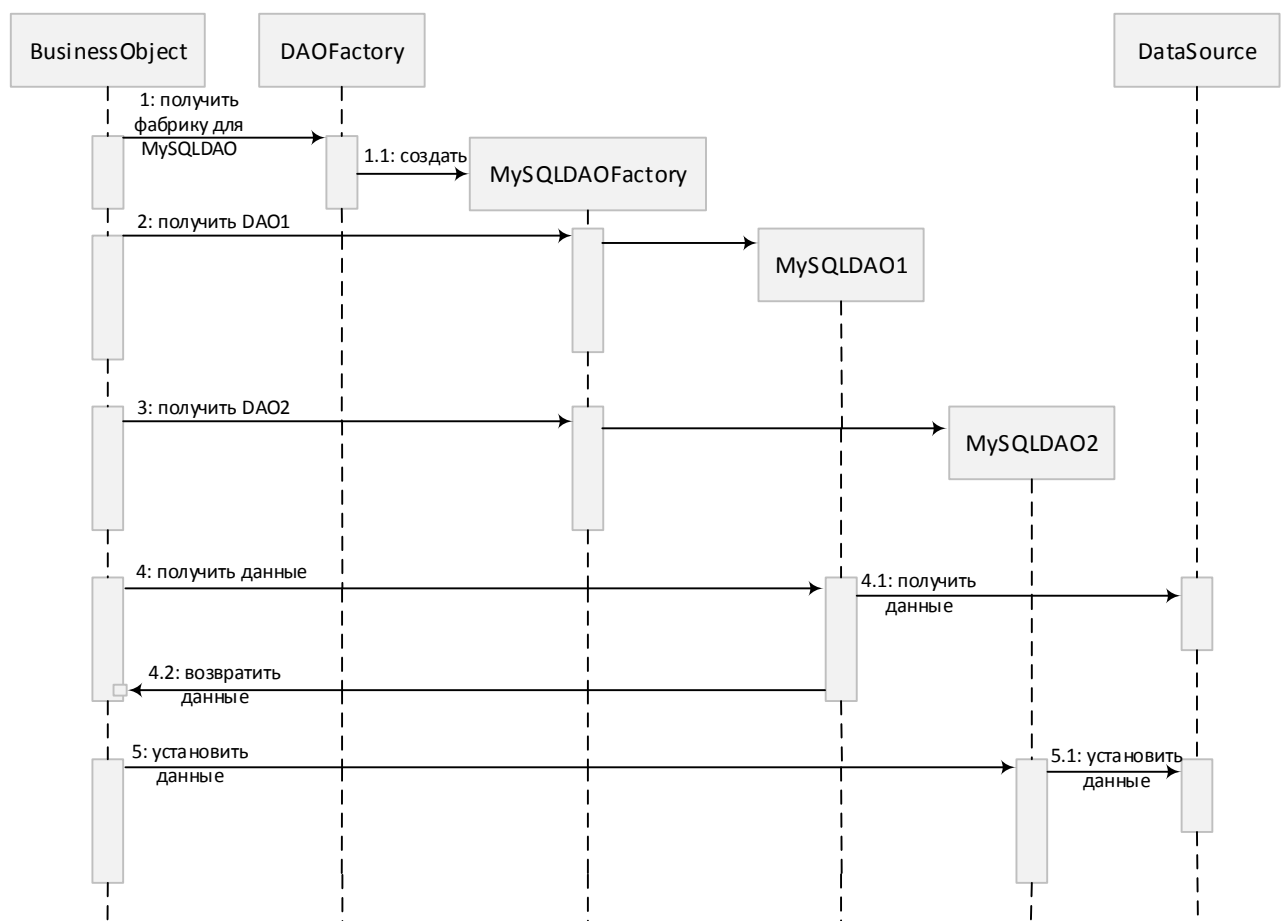 BusinessObject
DAOFactory
DataSource
1: получить
фабрику для
MySQLDAO
1.1: создать
MySQLDAOFactory
2: получить DAO1
MySQLDAO1
3: получить DAO2
MySQLDAO2
4: получить данные
4.1: получить
данные
4.2: возвратить
данные
5: установить
данные
5.1: установить
данные